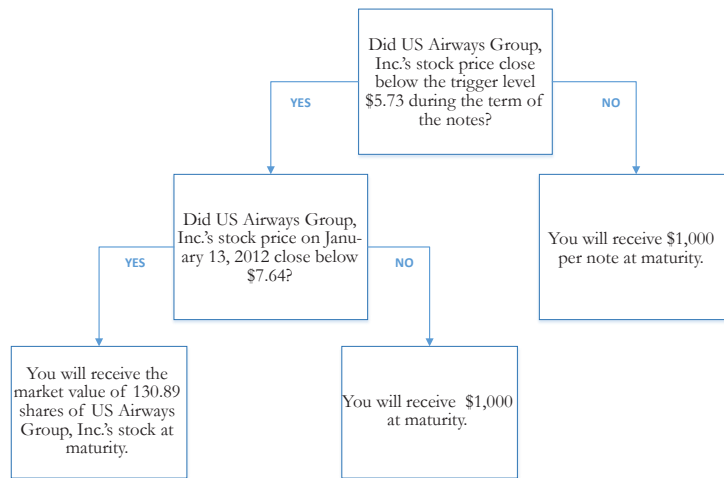 Did US Airways Group,
Inc.'s stock price close
below the trigger level
$5.73 during the term of
the notes?
YES
NO
Did US Airways Group,
Inc.'s stock price on Janu-
ary 13, 2012 close below
$7.64?
You will receive $1,000
per note at maturity.
YES
NO
You will receive the
market value of 130.89
shares of US Airways
Group, Inc.'s stock at
maturity.
You will receive $1,000
at maturity.